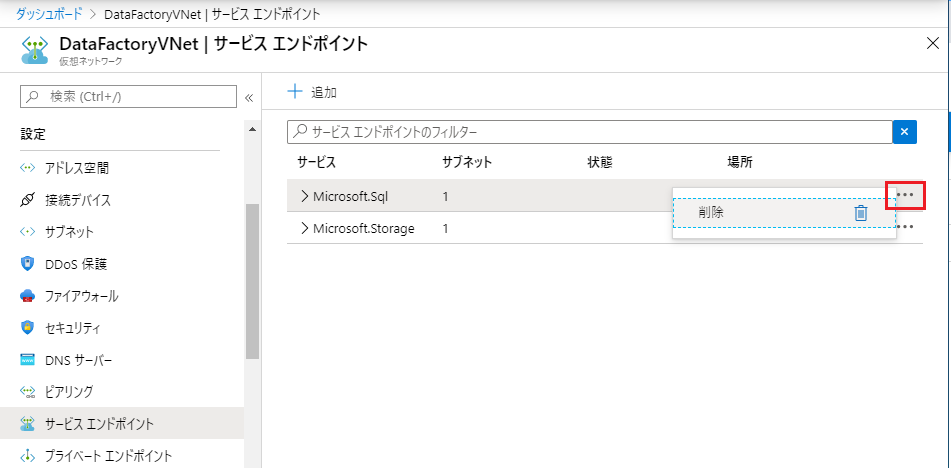 ダッシュボード > DataFactoryVNet | サービス エンドポイント
DataFactoryVNet | サービス エンドポイント
仮想ネットワーク
検索 (Ctrl+/)
«
設定
アドレス空間
接続デバイス
サブネット
DDoS 保護
ファイアウォール
セキュリティ
DNS サーバー
ピアリング
サービス エンドポイント
プライベート エンドポイント
追加
サービス エンドポイントのフィルター
サービス サブネット 状態 場所
Microsoft.Sql 1
削除
Microsoft.Storage 1